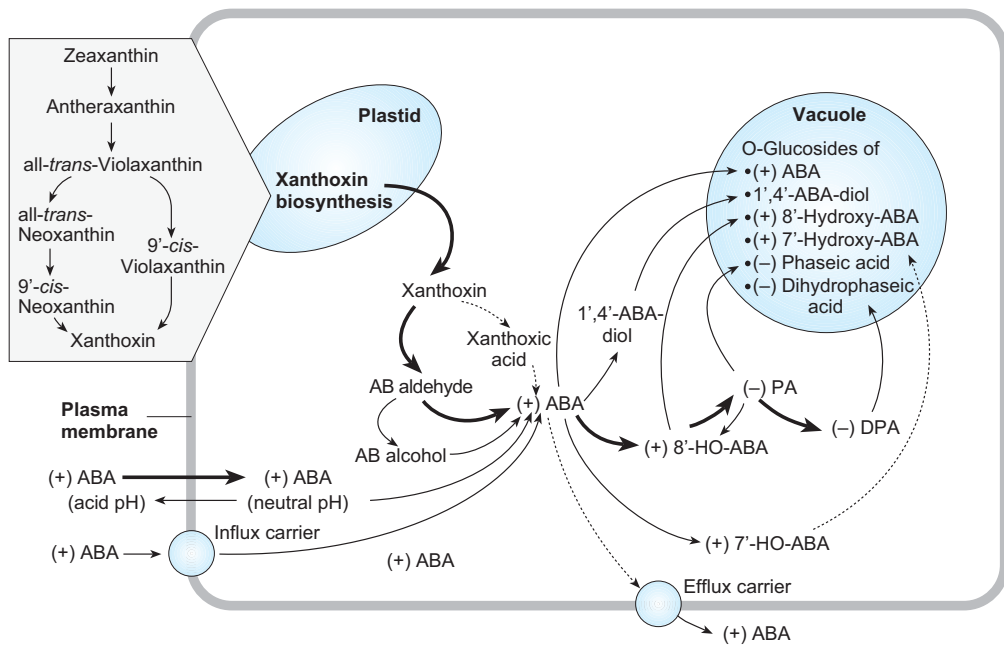 Zeaxanthin
Antheraxanthin
all-trans-Violaxanthin
all-trans-
Neoxanthin
9’-cis-
Violaxanthin
9’-cis-
Neoxanthin
Xanthoxin
Plastid
Xanthoxin
biosynthesis
Vacuole
O-Glucosides of
•(+) ABA
•1’,4’-ABA-diol
•(+) 8’-Hydroxy-ABA
•(+) 7’-Hydroxy-ABA
•(–) Phaseic acid
•(–) Dihydrophaseic
acid
Xanthoxin
Xanthoxic
acid
1’,4’-ABA-
diol
AB aldehyde
(+) ABA
(–) PA
(–) DPA
(+) 8’-HO-ABA
AB alcohol
Plasma
membrane
(+) ABA
(acid pH)
(+) ABA
(neutral pH)
Influx carrier
(+) ABA
(+) ABA
(+) 7’-HO-ABA
Efflux carrier
(+) ABA